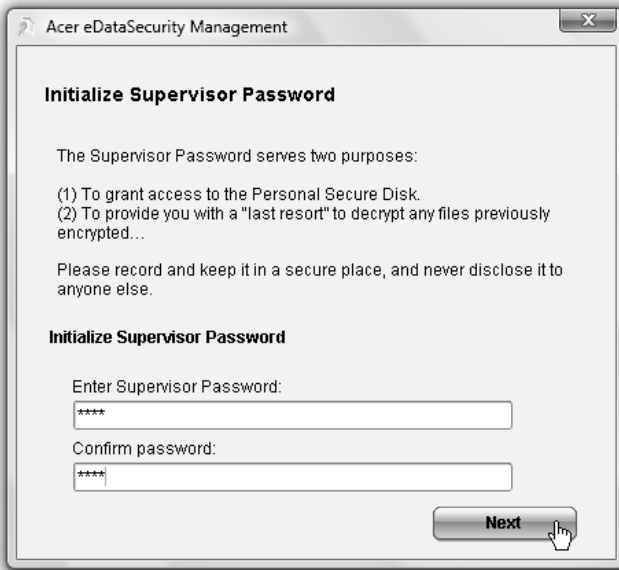 Acer eDataSecurity Management
X
Initialize Supervisor Password
The Supervisor Password serves two purposes:
(1) To grant access to the Personal Secure Disk.
(2) To provide you with a "last resort" to decrypt any files previously
encrypted...
Please record and keep it in a secure place, and never disclose it to
anyone else.
Initialize Supervisor Password
Enter Supervisor Password:
****
Confirm password:
****
Next